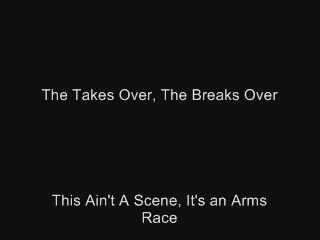 The Takes Over, The Breaks Over
This Ain't A Scene, It's an Arms
Race